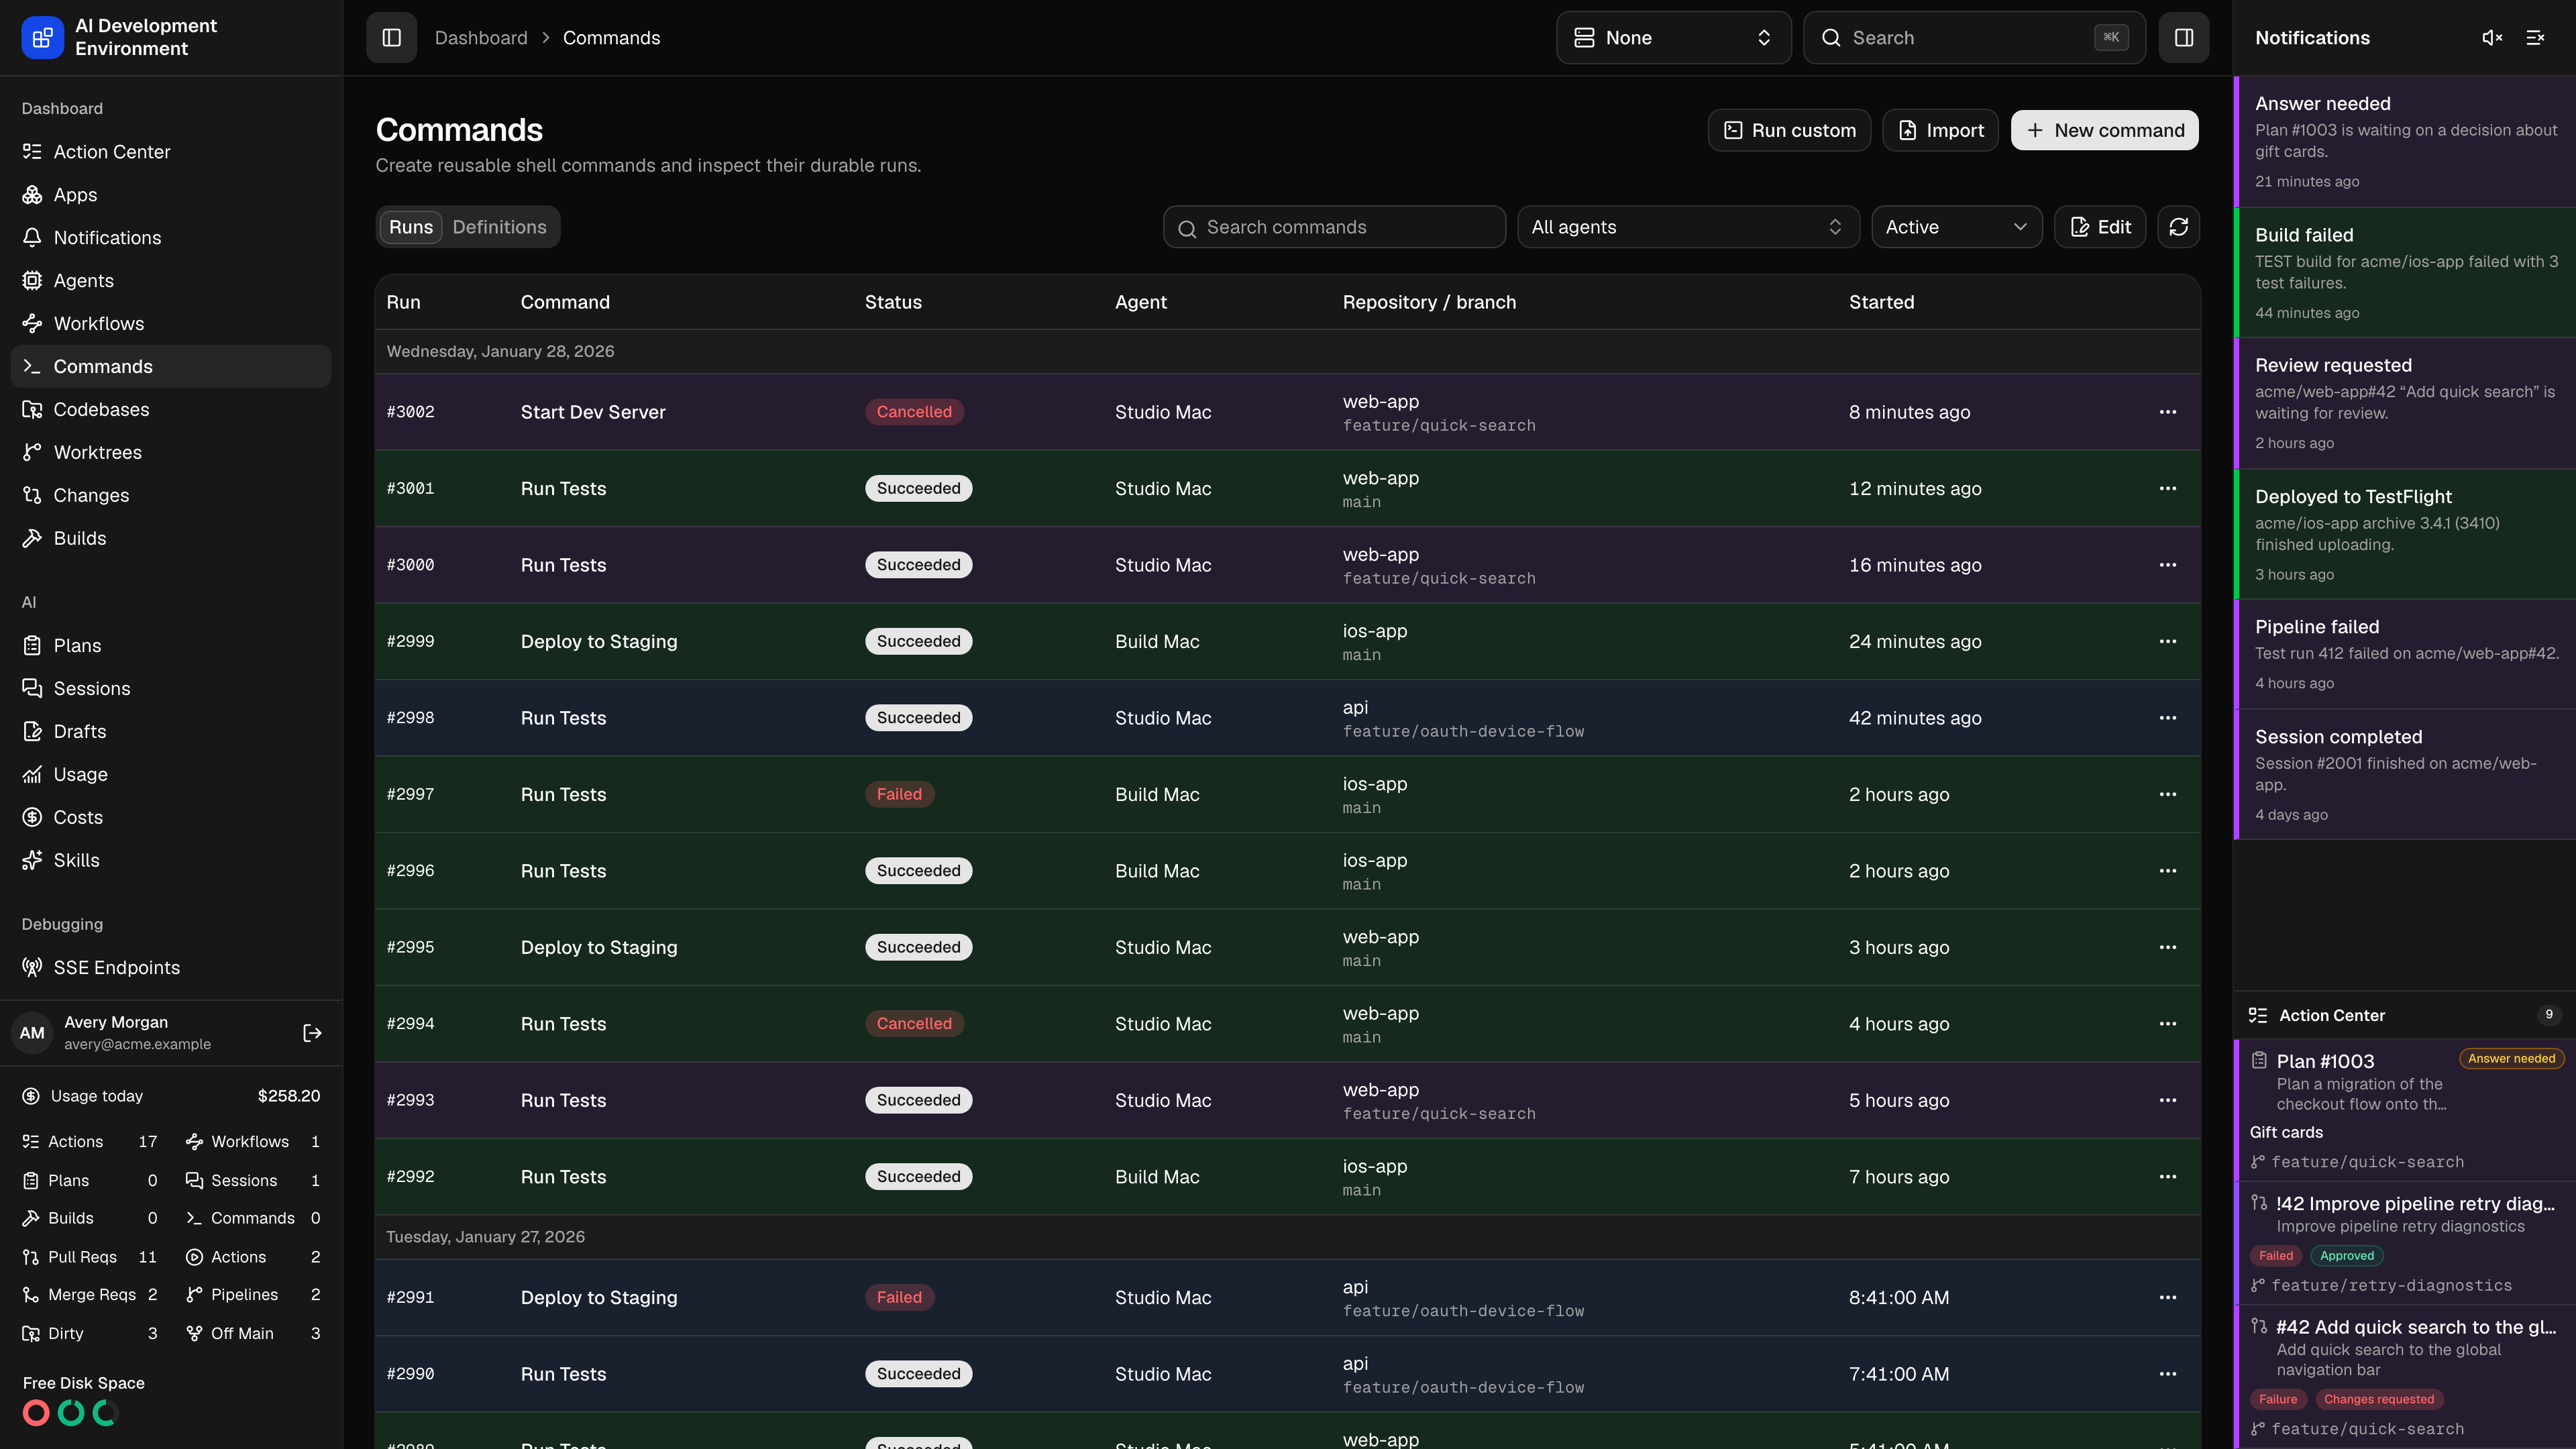 AI Development
Environment
Dashboard
Action Center
Apps
Notifications
Agents
Workflows
Commands
Codebases
Worktrees
Changes
Builds
AI
Plans
Sessions
Drafts
Usage
Costs
Skills
Debugging
SSE Endpoints
AM
Avery Morgan
avery@acme.example
Usage today $258.20
Actions 17 Workflows 1
Plans 0 Sessions 1
Builds 0 Commands 0
Pull Reqs 11 Actions 2
Merge Reqs 2 Pipelines 2
Dirty 3 Off Main 3
Free Disk Space
Dashboard > Commands
None
Search ⌘K
Commands
Create reusable shell commands and inspect their durable runs.
Run custom
Import
New command
Runs Definitions
Search commands
All agents
Active
Edit
Run Command Status Agent Repository / branch Started
Wednesday, January 28, 2026
#3002 Start Dev Server Cancelled Studio Mac web-app 8 minutes ago
feature/quick-search
#3001 Run Tests Succeeded Studio Mac web-app 12 minutes ago
main
#3000 Run Tests Succeeded Studio Mac web-app 16 minutes ago
feature/quick-search
#2999 Deploy to Staging Succeeded Build Mac ios-app 24 minutes ago
main
#2998 Run Tests Succeeded Studio Mac api 42 minutes ago
feature/oauth-device-flow
#2997 Run Tests Failed Build Mac ios-app 2 hours ago
main
#2996 Run Tests Succeeded Build Mac ios-app 2 hours ago
main
#2995 Deploy to Staging Succeeded Studio Mac web-app 3 hours ago
main
#2994 Run Tests Cancelled Studio Mac web-app 4 hours ago
main
#2993 Run Tests Succeeded Studio Mac web-app 5 hours ago
feature/quick-search
#2992 Run Tests Succeeded Build Mac ios-app 7 hours ago
main
Tuesday, January 27, 2026
#2991 Deploy to Staging Failed Studio Mac api 8:41:00 AM
feature/oauth-device-flow
#2990 Run Tests Succeeded Studio Mac api 7:41:00 AM
feature/oauth-device-flow
#2989 Run Tests Succeeded Studio Mac web-app 5:41:00 AM
Notifications
Answer needed
Plan #1003 is waiting on a decision about
gift cards.
21 minutes ago
Build failed
TEST build for acme/ios-app failed with 3
test failures.
44 minutes ago
Review requested
acme/web-app#42 “Add quick search” is
waiting for review.
2 hours ago
Deployed to TestFlight
acme/ios-app archive 3.4.1 (3410)
finished uploading.
3 hours ago
Pipeline failed
Test run 412 failed on acme/web-app#42.
4 hours ago
Session completed
Session #2001 finished on acme/web-
app.
4 days ago
Action Center 9
Plan #1003 Answer needed
Plan a migration of the
checkout flow onto th...
Gift cards
feature/quick-search
!42 Improve pipeline retry diag...
Improve pipeline retry diagnostics
Failed Approved
feature/retry-diagnostics
#42 Add quick search to the gl...
Add quick search to the global
navigation bar
Failure Changes requested
feature/quick-search